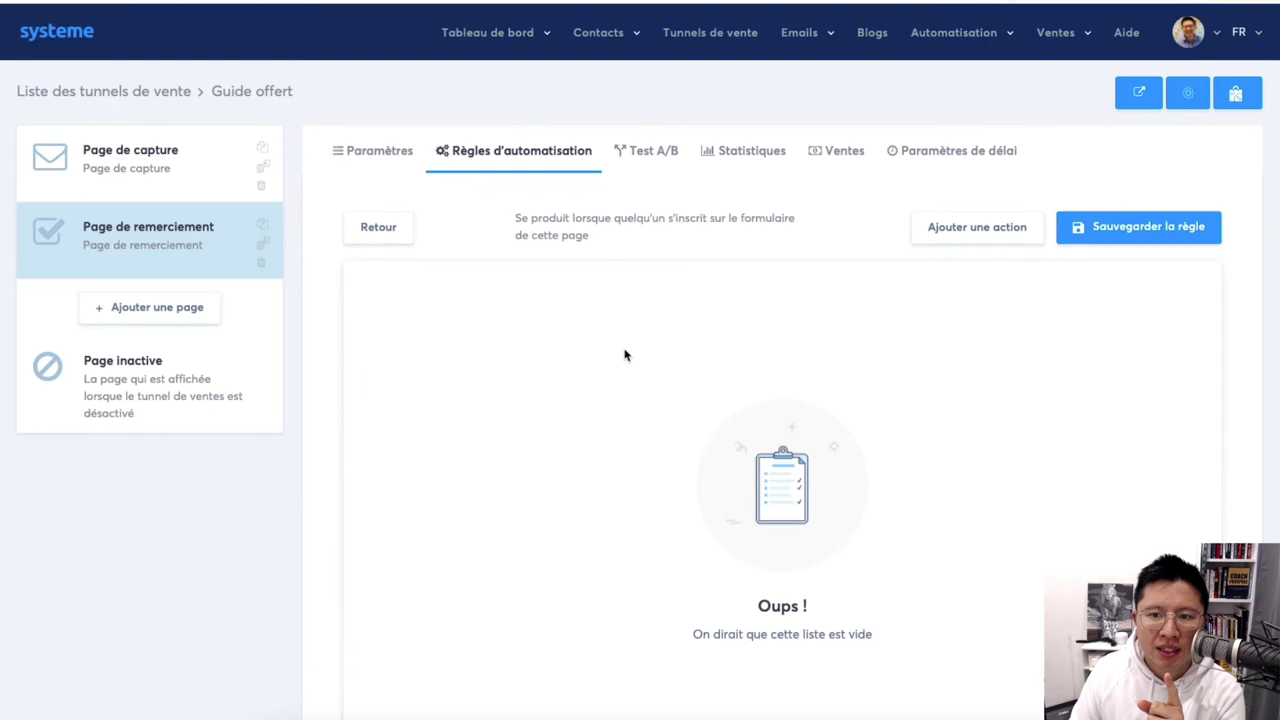 systeme
Tableau de bord
Contacts
Tunnels de vente
Emails
Blogs
Automatisation
Ventes
Aide
FR
Liste des tunnels de vente > Guide offert
Page de capture
Page de capture
Page de remerciement
Page de remerciement
+ Ajouter une page
Page inactive
La page qui est affichée
lorsque le tunnel de ventes est
désactivé
Paramètres
Règles d'automatisation
Test A/B
Statistiques
Ventes
Paramètres de délai
Retour
Se produit lorsque quelqu'un s'inscrit sur le formulaire
de cette page
Ajouter une action
Sauvegarder la règle
Oups !
On dirait que cette liste est vide
COACH